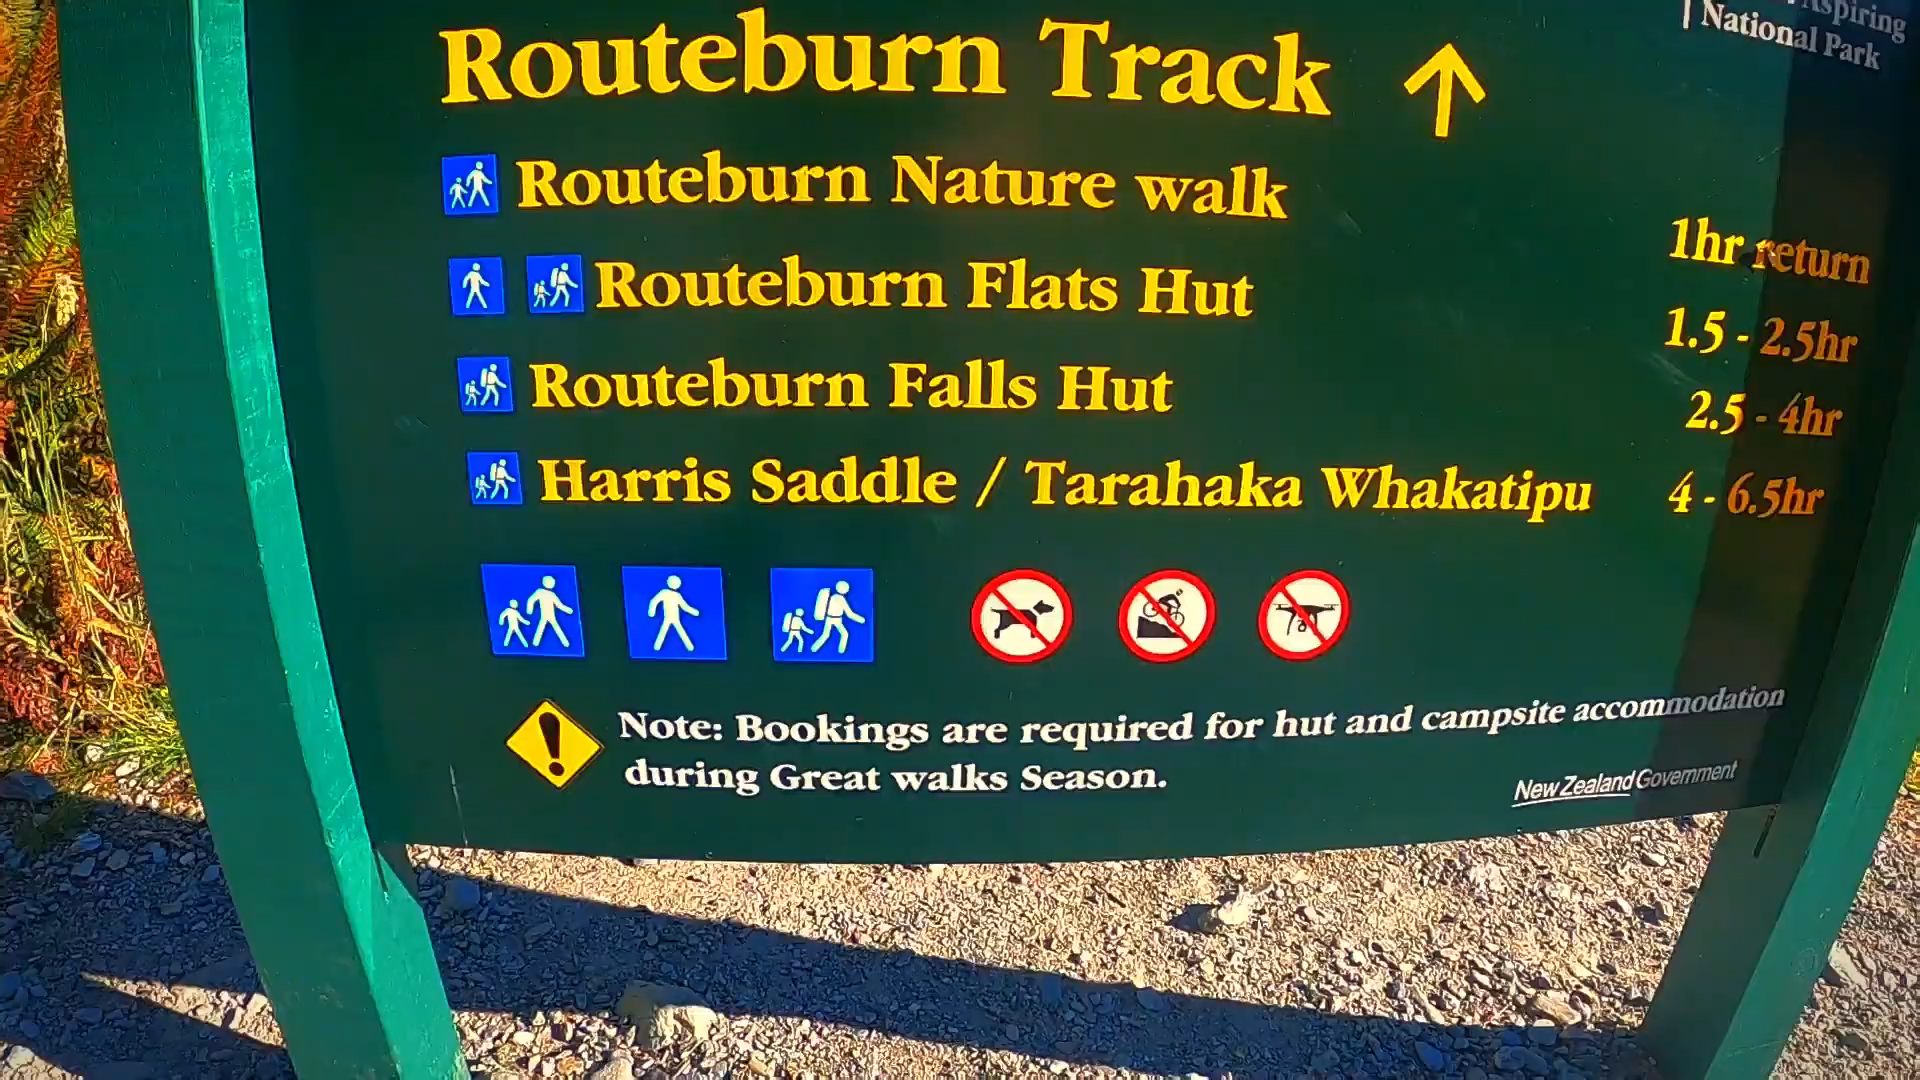 Aspiring
National Park
Routeburn Track
Routeburn Nature walk 1hr return
Routeburn Flats Hut 1.5 - 2.5hr
Routeburn Falls Hut 2.5 - 4hr
Harris Saddle / Tarahaka Whakatipu 4 - 6.5hr
Note: Bookings are required for hut and campsite accommodation
during Great walks Season.
New Zealand Government